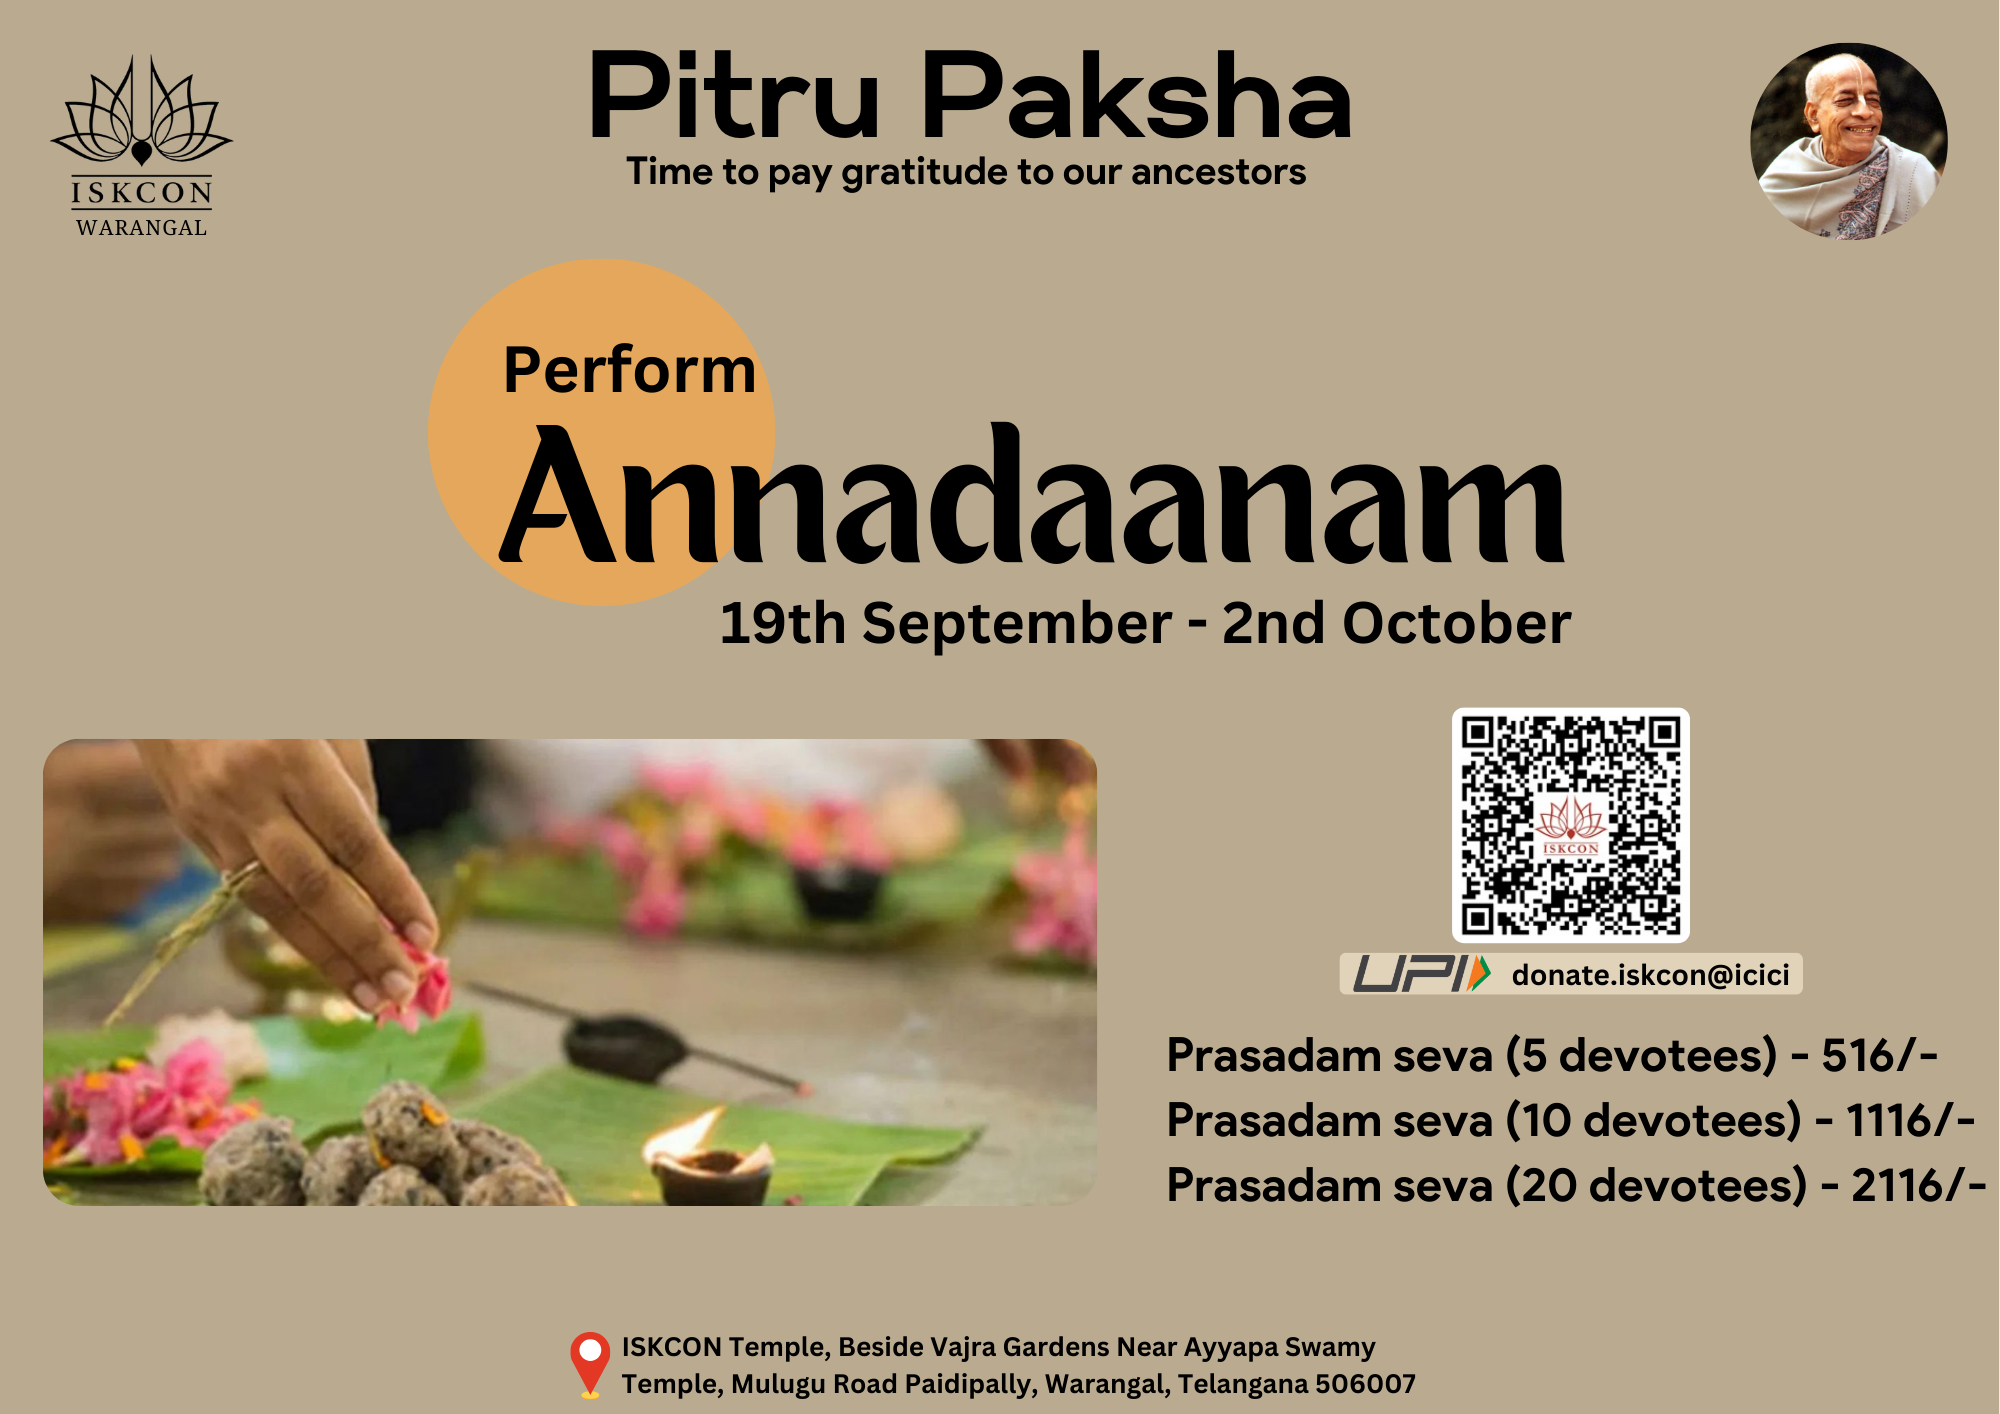 ISKCON
WARANGAL
Pitru Paksha
Time to pay gratitude to our ancestors
Perform
Annadaanam
19th September - 2nd October
ISKCON
UPI donate.iskcon@icici
Prasadam seva (5 devotees) - 516/-
Prasadam seva (10 devotees) - 1116/-
Prasadam seva (20 devotees) - 2116/-
ISKCON Temple, Beside Vajra Gardens Near Ayyapa Swamy
Temple, Mulugu Road Paidipally, Warangal, Telangana 506007